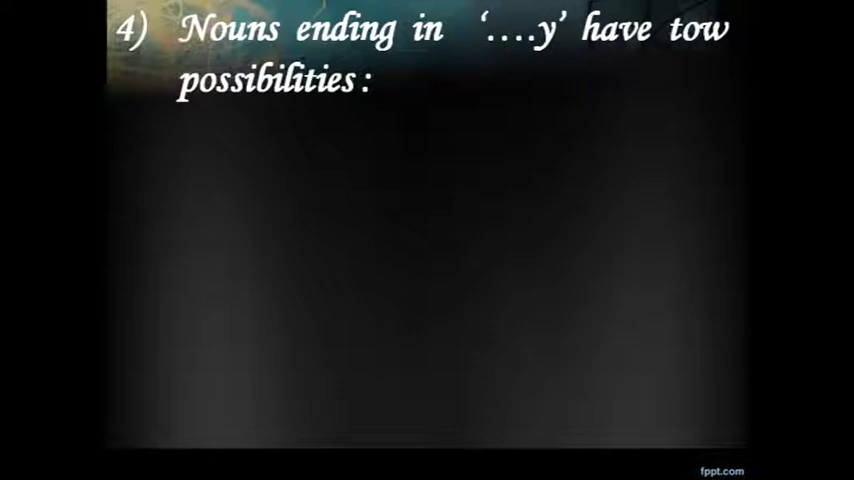 4) Nouns ending in ‘....y’ have tow
possibilities :
fppt.com